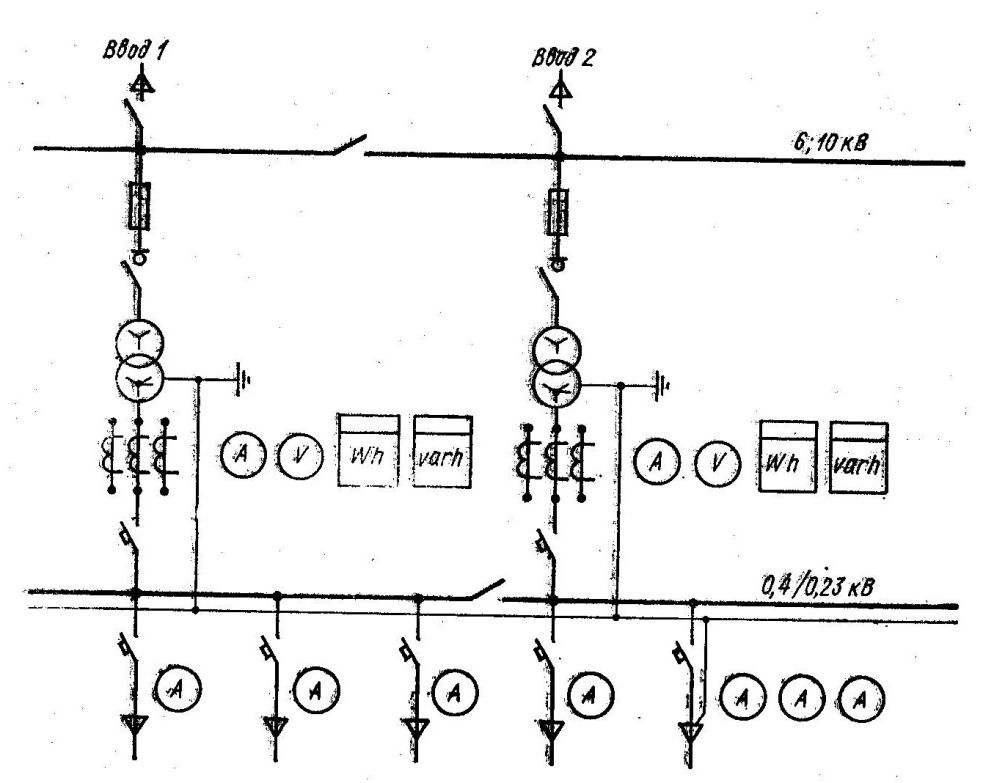 Ввод 1
Ввод 2
6; 10 кВ
A V Wh varh
A V Wh varh
0,4/0,23 кВ
A A A A A A A